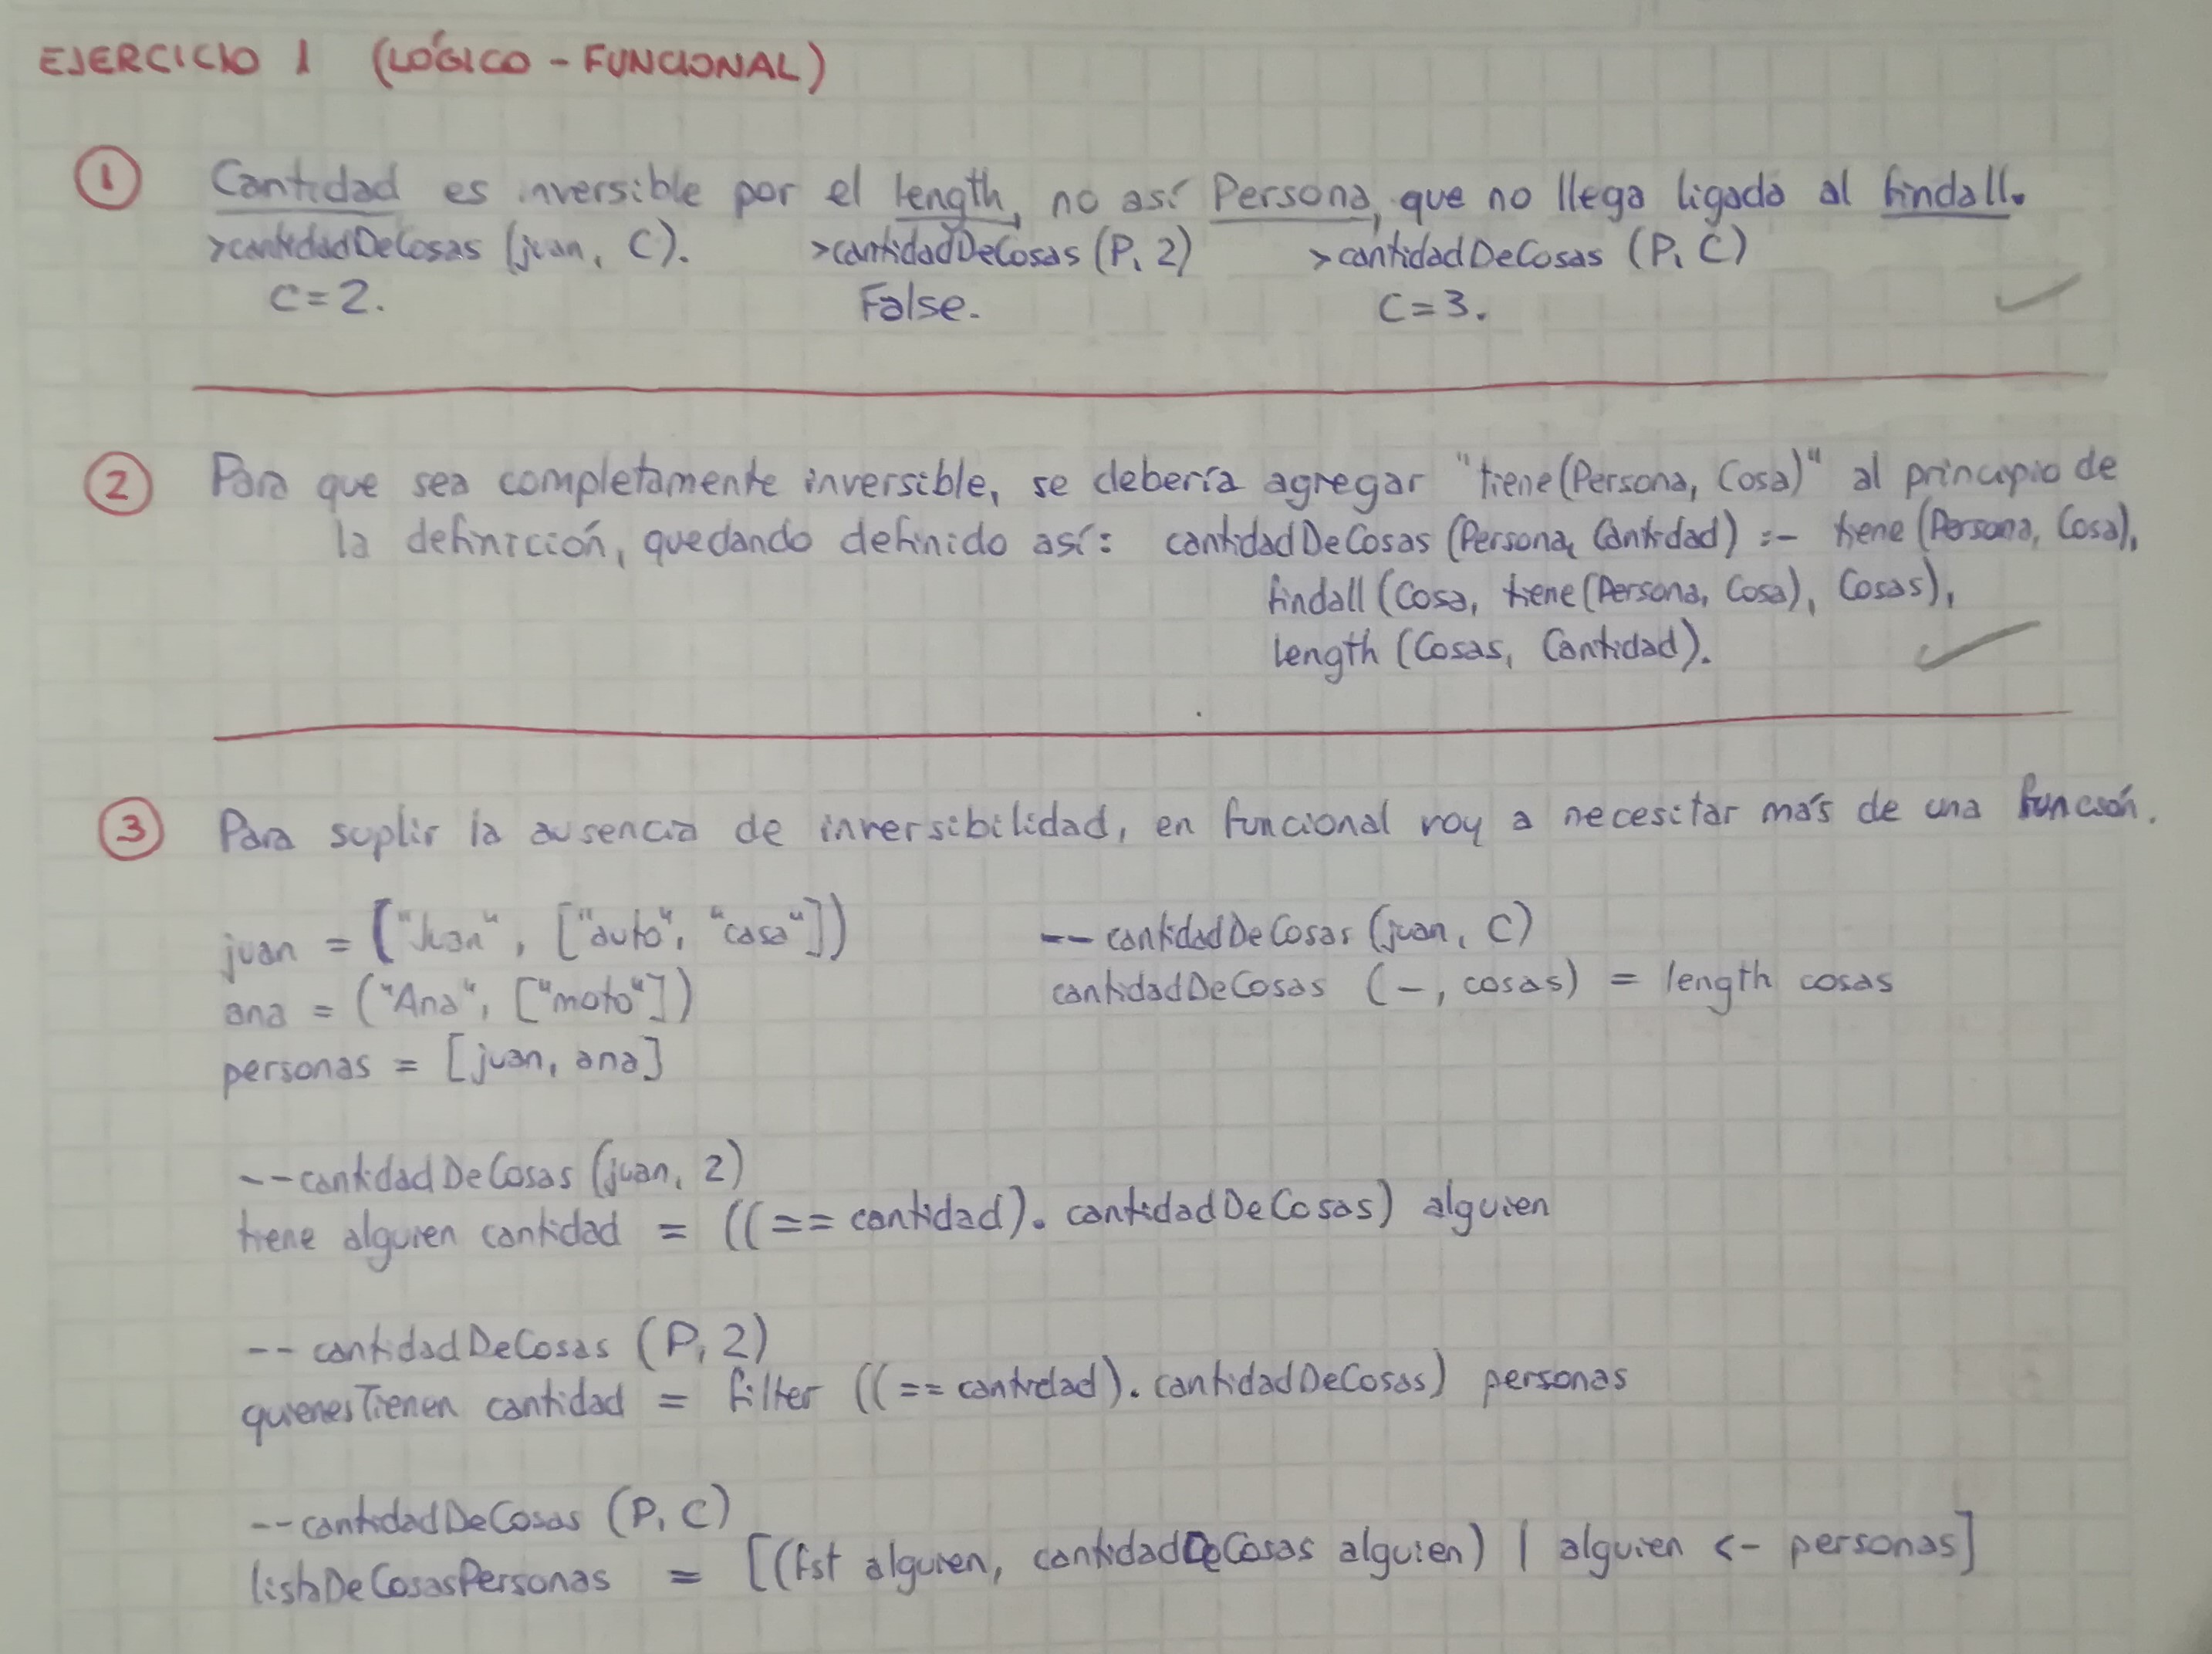 EJERCICIO 1 (LÓGICO - FUNCIONAL)
1 Cantidad es inversible por el length, no así Persona, que no llega ligada al findall.
>cantidadDeCosas (juan, C). >cantidadDeCosas (P, 2) >cantidadDeCosas (P, C)
C = 2. False. C = 3.
2 Para que sea completamente inversible, se debería agregar "tiene(Persona, Cosa)" al principio de
la definición, quedando definido así: cantidadDeCosas (Persona, Cantidad) :- tiene (Persona, Cosa),
findall (Cosa, tiene (Persona, Cosa), Cosas),
length (Cosas, Cantidad).
3 Para suplir la ausencia de inversibilidad, en funcional voy a necesitar más de una función.
juan = ("Juan", ["auto", "casa"]) -- cantidadDeCosas (juan, C)
ana = ("Ana", ["moto"]) cantidadDeCosas (_, cosas) = length cosas
personas = [juan, ana]
-- cantidadDeCosas (juan, 2)
tiene alguien cantidad = ((== cantidad). cantidadDeCosas) alguien
-- cantidadDeCosas (P, 2)
quienesTienen cantidad = filter ((== cantidad). cantidadDeCosas) personas
-- cantidadDeCosas (P, C)
listaDeCosasPersonas = [(fst alguien, cantidadDeCosas alguien) | alguien <- personas]